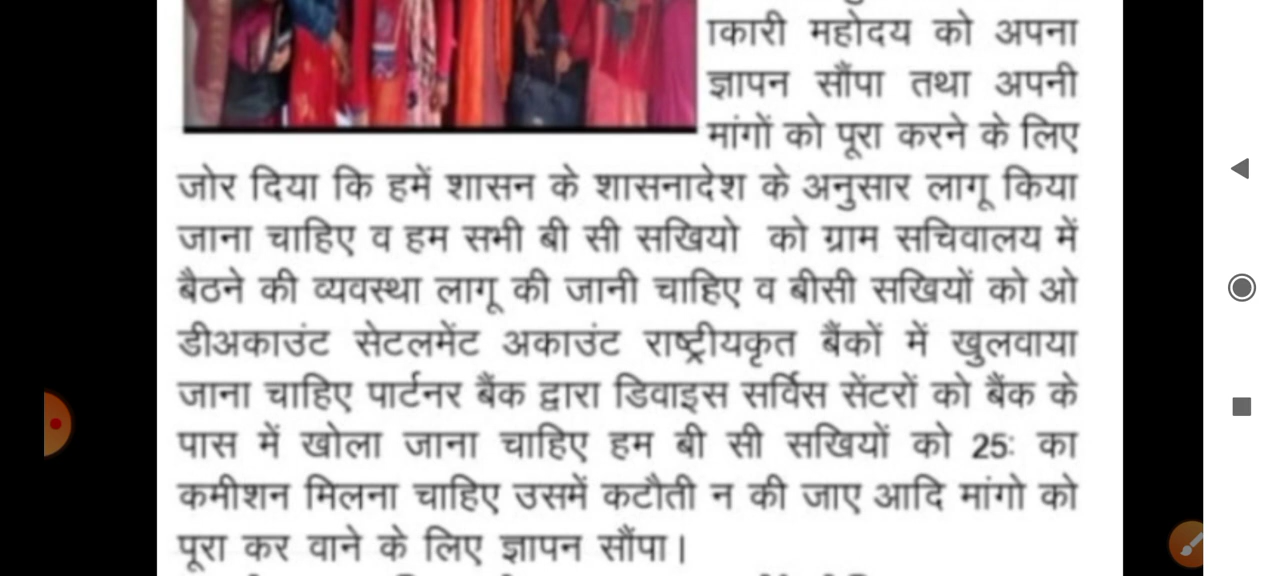 ाकारी महोदय को अपना
ज्ञापन सौंपा तथा अपनी
मांगों को पूरा करने के लिए
जोर दिया कि हमें शासन के शासनादेश के अनुसार लागू किया
जाना चाहिए व हम सभी बी सी सखियो को ग्राम सचिवालय में
बैठने की व्यवस्था लागू की जानी चाहिए व बीसी सखियों को ओ
डीअकाउंट सेटलमेंट अकाउंट राष्ट्रीयकृत बैंकों में खुलवाया
जाना चाहिए पार्टनर बैंक द्वारा डिवाइस सर्विस सेंटरों को बैंक के
पास में खोला जाना चाहिए हम बी सी सखियों को 25: का
कमीशन मिलना चाहिए उसमें कटौती न की जाए आदि मांगो को
पूरा कर वाने के लिए ज्ञापन सौंपा।